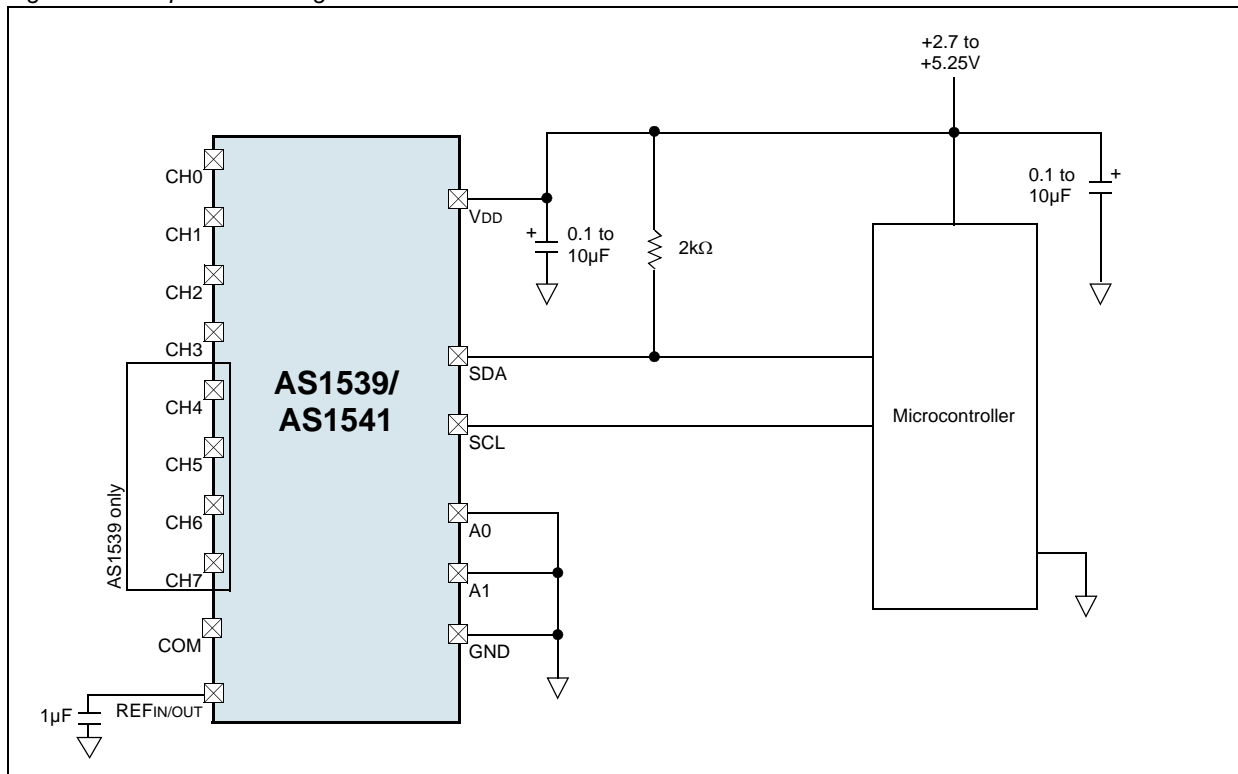 +2.7 to
+5.25V
CH0
CH1
CH2
CH3
CH4
CH5
CH6
CH7
COM
REFIN/OUT
AS1539 only
1µF
AS1539/
AS1541
VDD
SDA
SCL
A0
A1
GND
+
0.1 to
10µF
2kΩ
Microcontroller
0.1 to
10µF
+